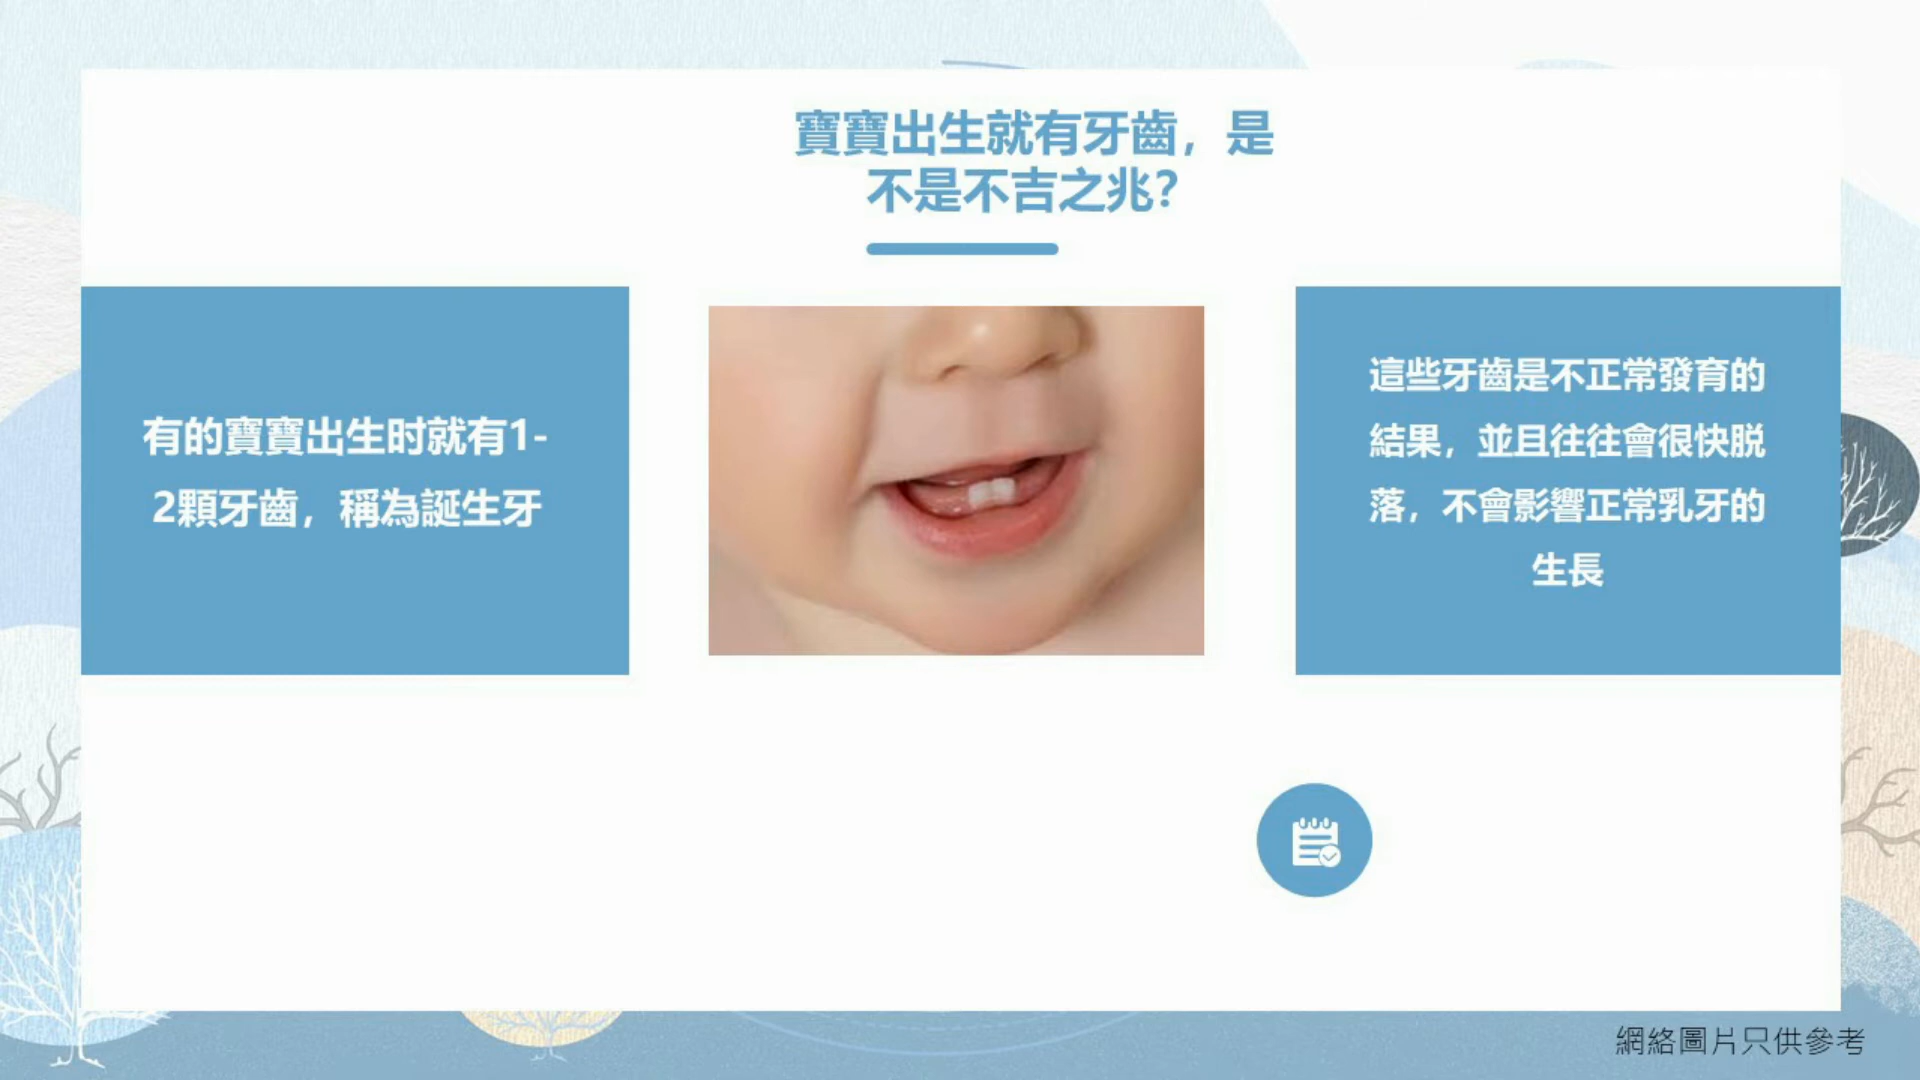 寶寶出生就有牙齒，是
不是不吉之兆？
有的寶寶出生时就有1-
2顆牙齒，稱為誕生牙
這些牙齒是不正常發育的
結果，並且往往會很快脱
落，不會影響正常乳牙的
生長
網絡圖片只供參考